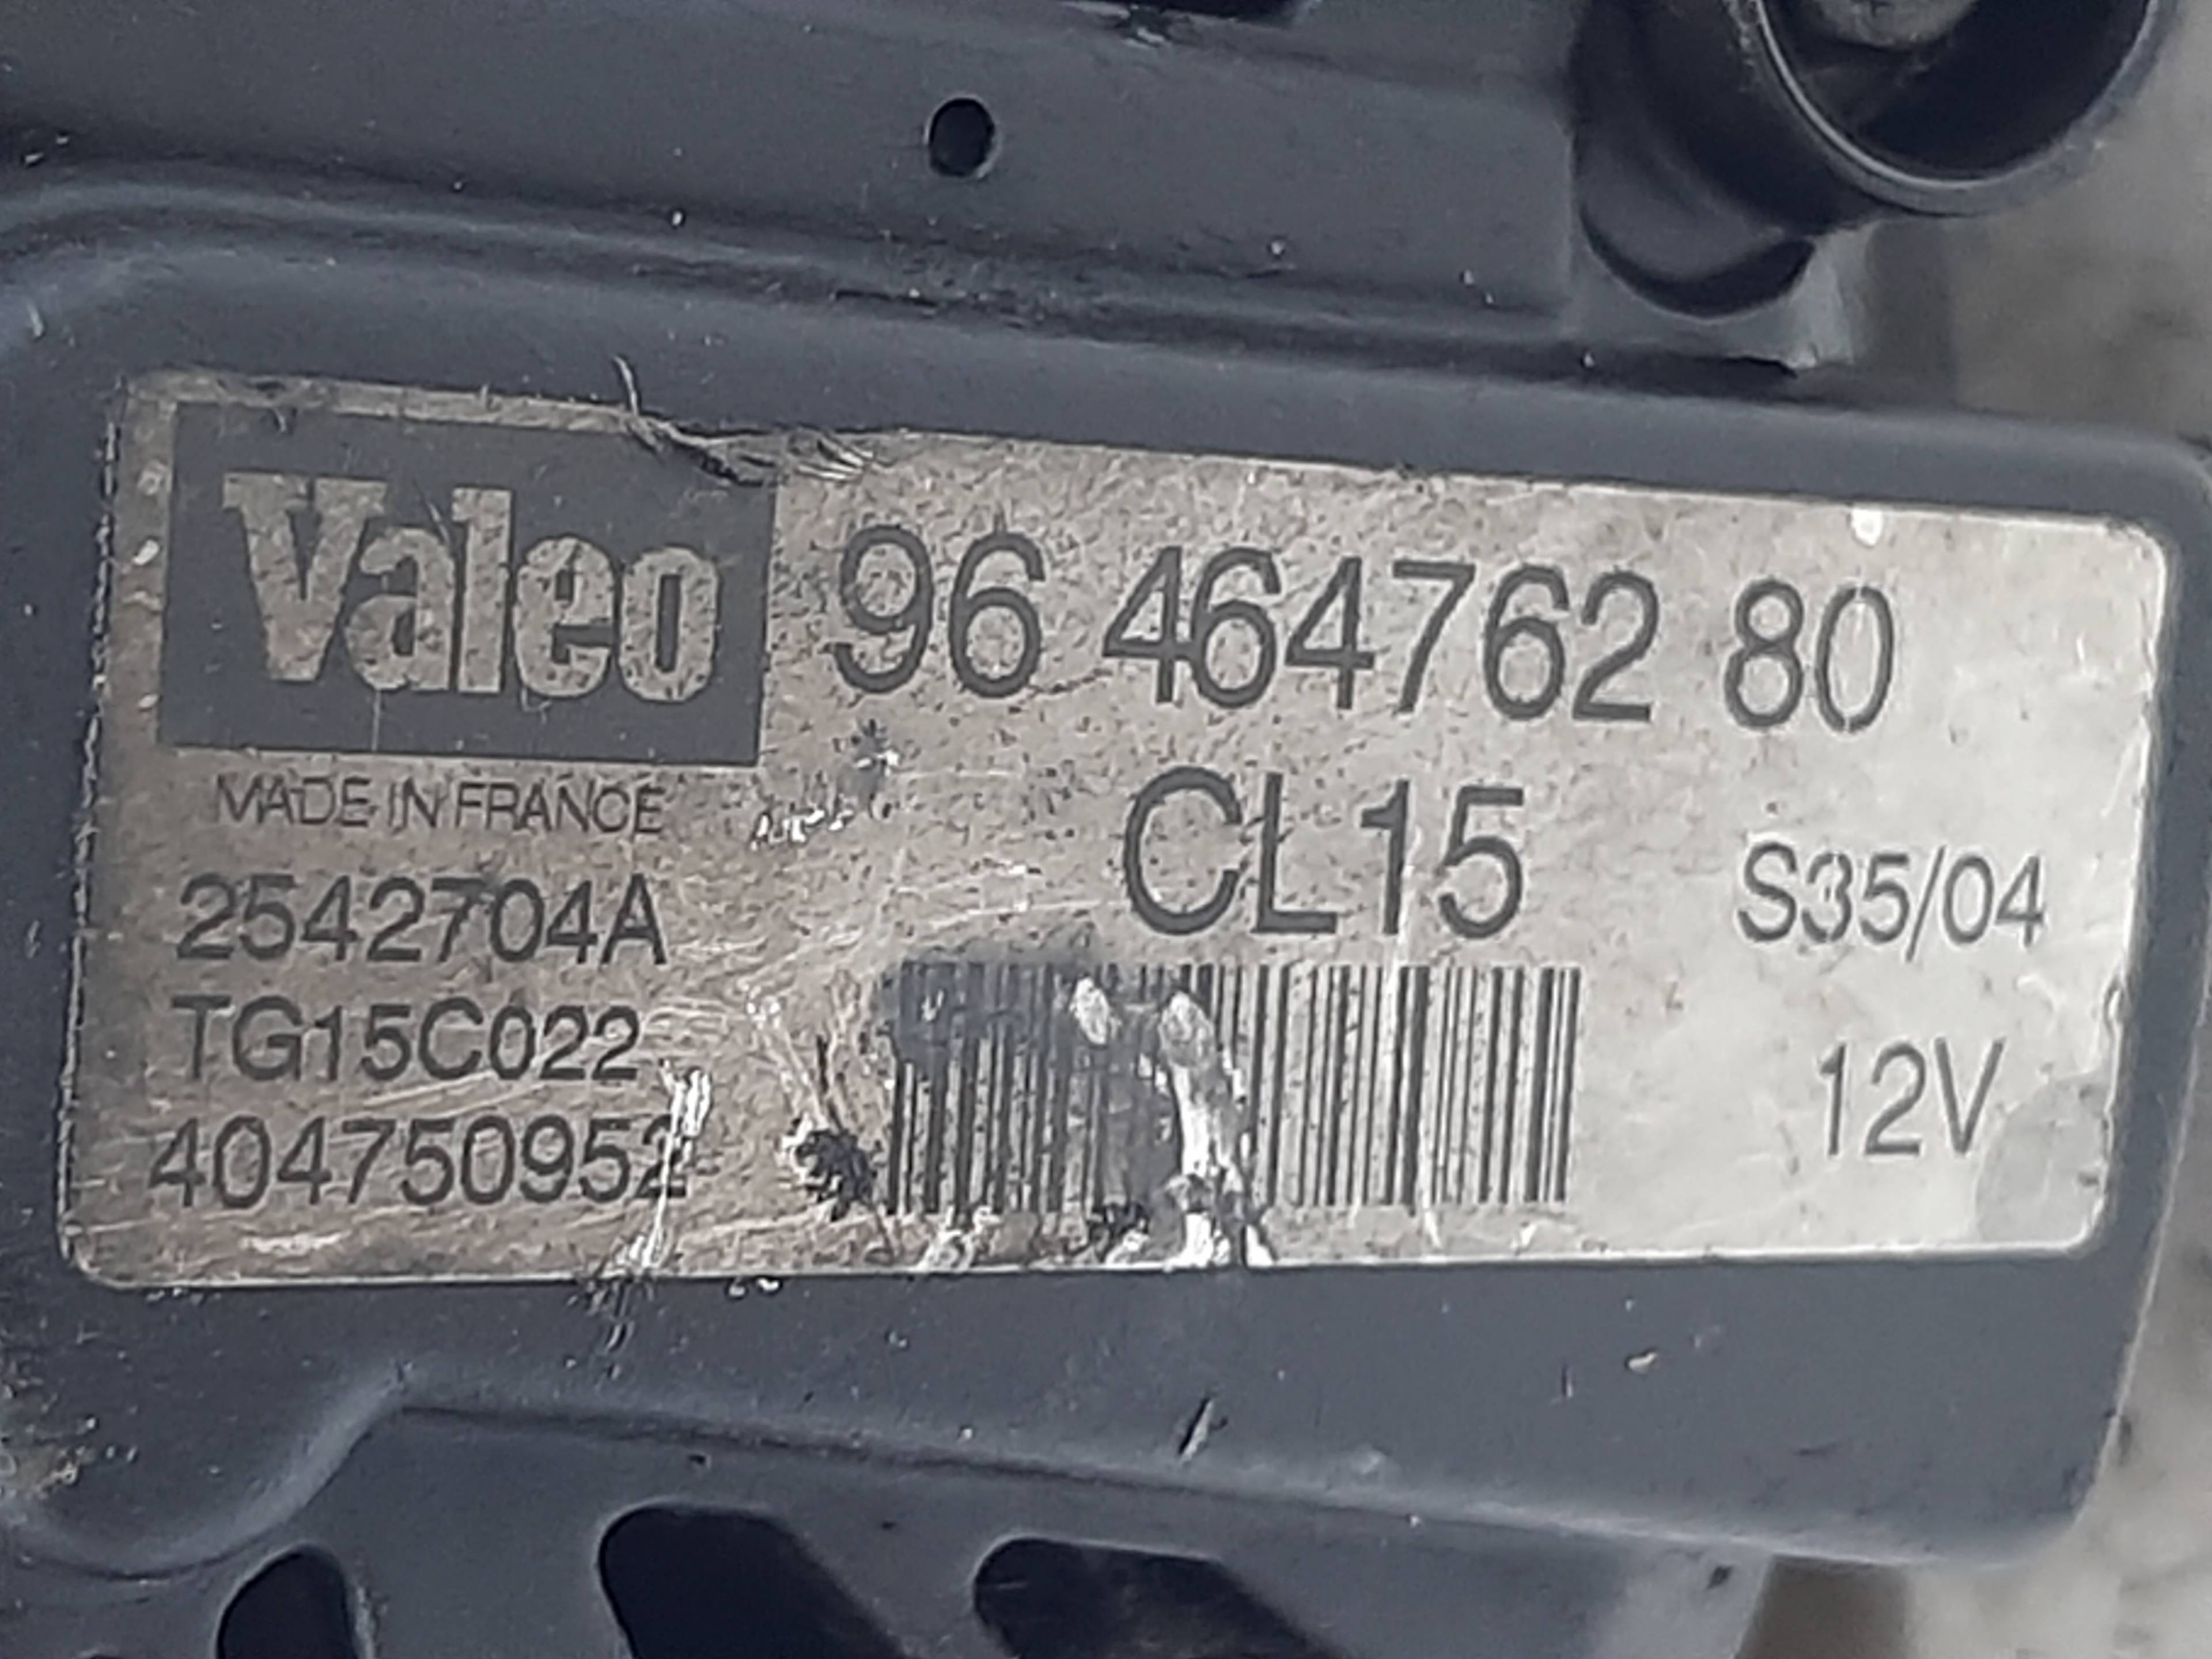 Valeo
96 464762 80
MADE IN FRANCE
CL15
2542704A
S35/04
TG15C022
12V
404750952